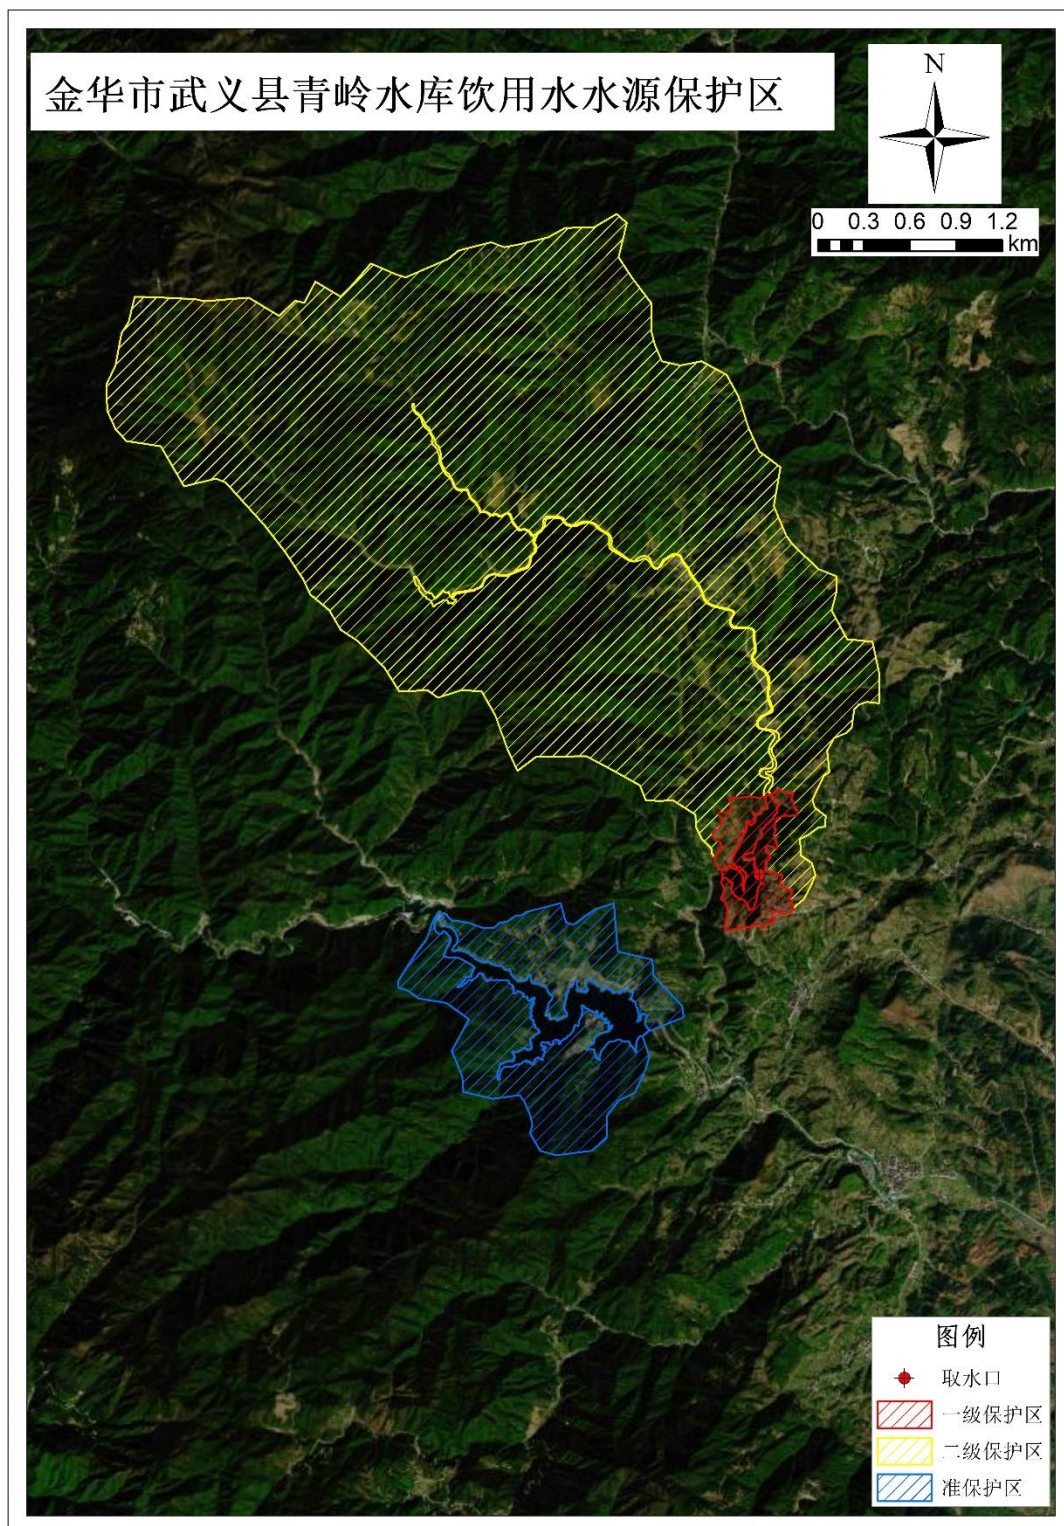 金华市武义县青岭水库饮用水水源保护区
N
0 0.3 0.6 0.9 1.2
km
图例
取水口
一级保护区
二级保护区
准保护区